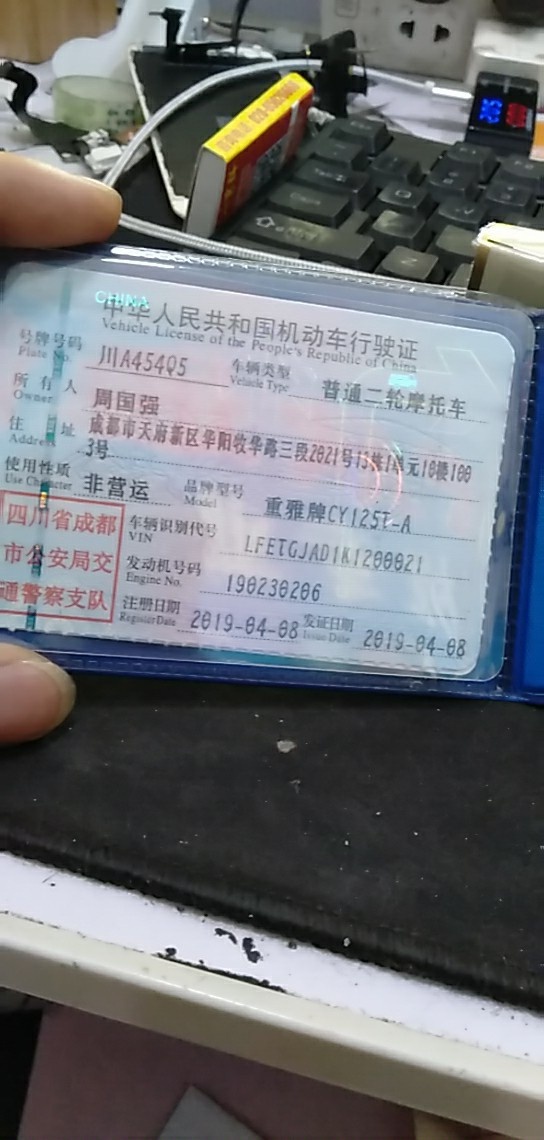 CHINA
中华人民共和国机动车行驶证
Vehicle License of the People's Republic of China
号牌号码 川A454Q5 车辆类型 普通二轮摩托车
Plate No. Vehicle Type
所有人 周国强
Owner
住址 成都市天府新区华阳牧华路三段2021号13栋1单元10楼100
Address 3号
使用性质 非营运 品牌型号 重雅牌CY125T-A
Use Character Model
四川省成都
市公安局交
通警察支队
车辆识别代号 LFETGJAD1K1200021
VIN
发动机号码 190230206
Engine No.
注册日期 2019-04-08 发证日期 2019-04-08
Register Date Issue Date